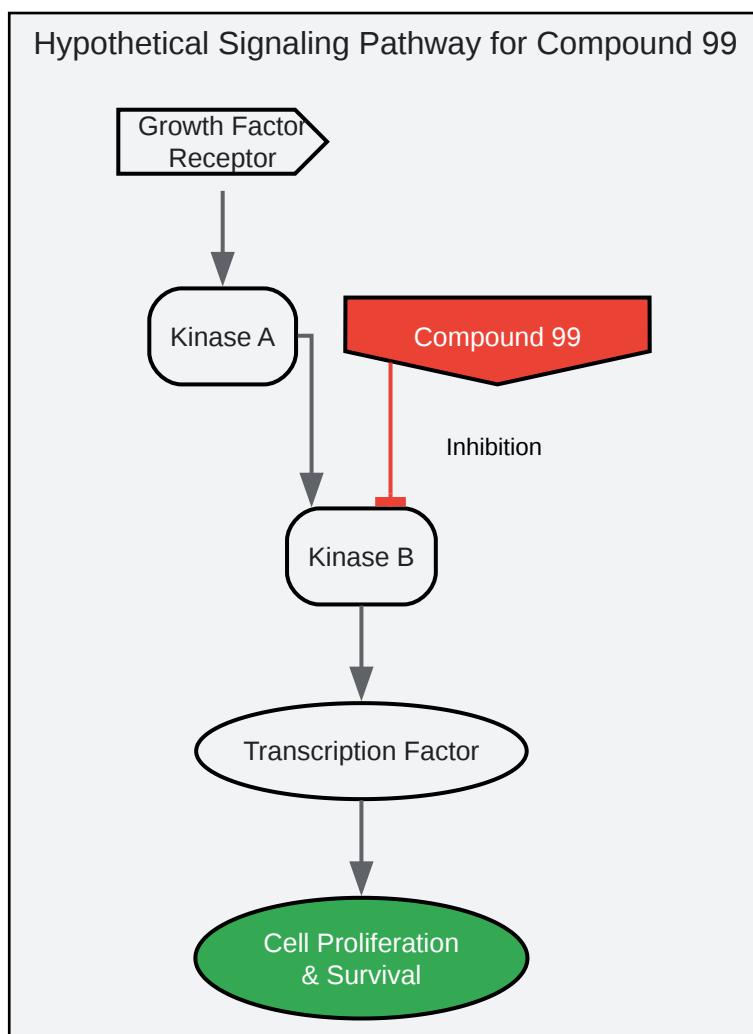 Hypothetical Signaling Pathway for Compound 99
Growth Factor
Receptor
Kinase A
Compound 99
Inhibition
Kinase B
Transcription Factor
Cell Proliferation
& Survival